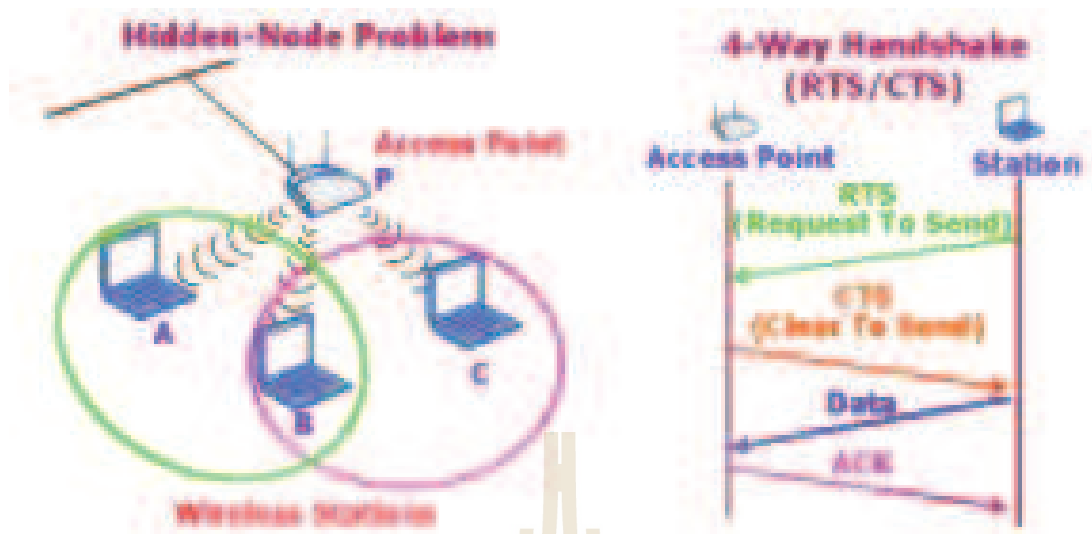 Hidden-Node Problem
Access Point
P
A
B
C
Wireless Stations
4-Way Handshake
(RTS/CTS)
Access Point
Station
RTS
(Request To Send)
CTS
(Clear To Send)
Data
ACK